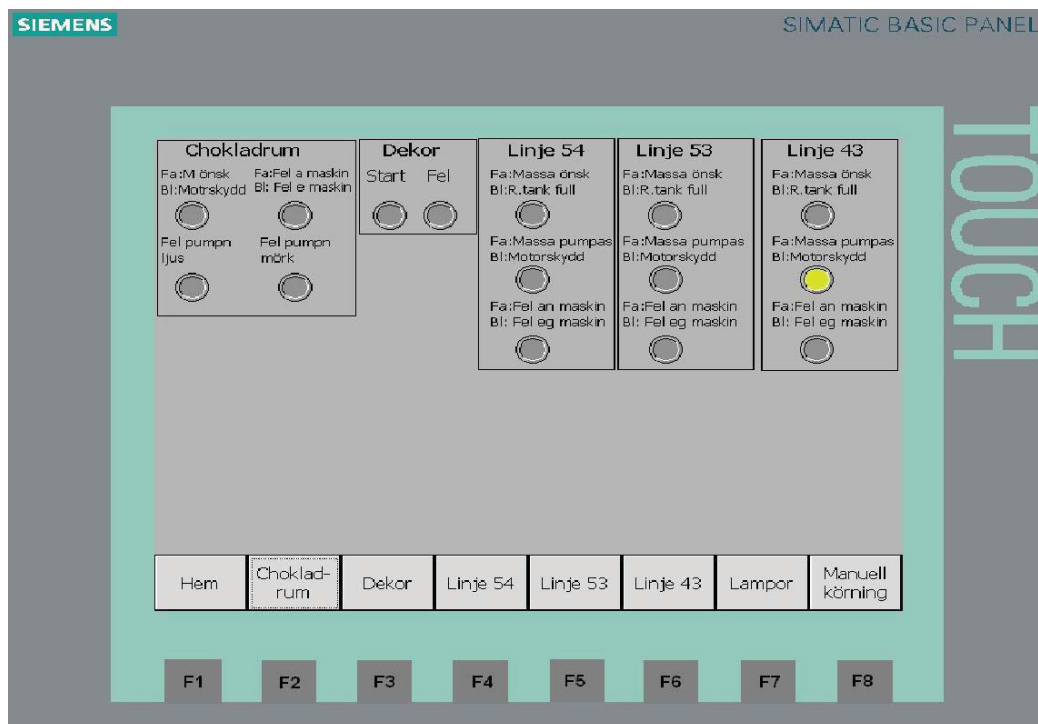 SIEMENS
SIMATIC BASIC PANEL
TOUCH
Chokladrum
Fa:M önsk
Bl:Motrskydd
Fa:Fel a maskin
Bl: Fel e maskin
Fel pumpn
ljus
Fel pumpn
mörk
Dekor
Start Fel
Linje 54
Fa:Massa önsk
Bl:R.tank full
Fa:Massa pumpas
Bl:Motorskydd
Fa:Fel an maskin
Bl: Fel eg maskin
Linje 53
Fa:Massa önsk
Bl:R.tank full
Fa:Massa pumpas
Bl:Motorskydd
Fa:Fel an maskin
Bl: Fel eg maskin
Linje 43
Fa:Massa önsk
Bl:R.tank full
Fa:Massa pumpas
Bl:Motorskydd
Fa:Fel an maskin
Bl: Fel eg maskin
Hem
Choklad-
rum
Dekor
Linje 54
Linje 53
Linje 43
Lampor
Manuell
körning
F1 F2 F3 F4 F5 F6 F7 F8